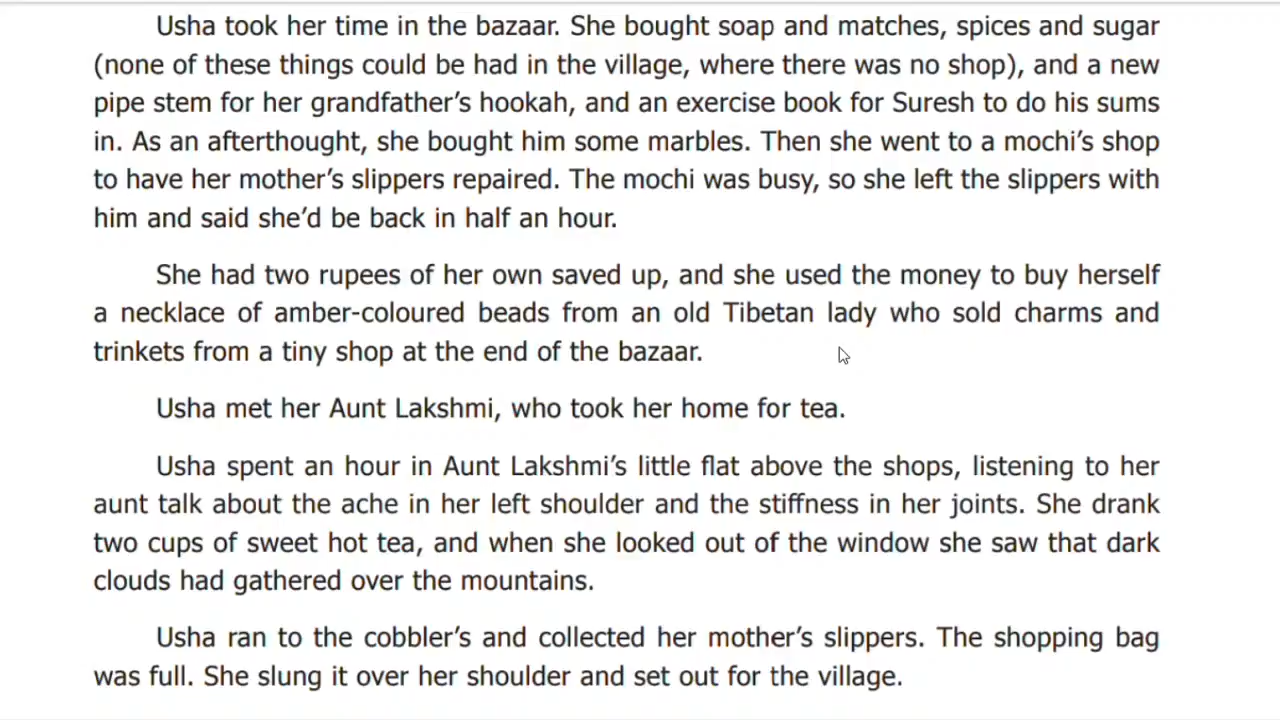 Usha took her time in the bazaar. She bought soap and matches, spices and sugar
(none of these things could be had in the village, where there was no shop), and a new
pipe stem for her grandfather’s hookah, and an exercise book for Suresh to do his sums
in. As an afterthought, she bought him some marbles. Then she went to a mochi’s shop
to have her mother’s slippers repaired. The mochi was busy, so she left the slippers with
him and said she’d be back in half an hour.
She had two rupees of her own saved up, and she used the money to buy herself
a necklace of amber-coloured beads from an old Tibetan lady who sold charms and
trinkets from a tiny shop at the end of the bazaar.
Usha met her Aunt Lakshmi, who took her home for tea.
Usha spent an hour in Aunt Lakshmi’s little flat above the shops, listening to her
aunt talk about the ache in her left shoulder and the stiffness in her joints. She drank
two cups of sweet hot tea, and when she looked out of the window she saw that dark
clouds had gathered over the mountains.
Usha ran to the cobbler’s and collected her mother’s slippers. The shopping bag
was full. She slung it over her shoulder and set out for the village.